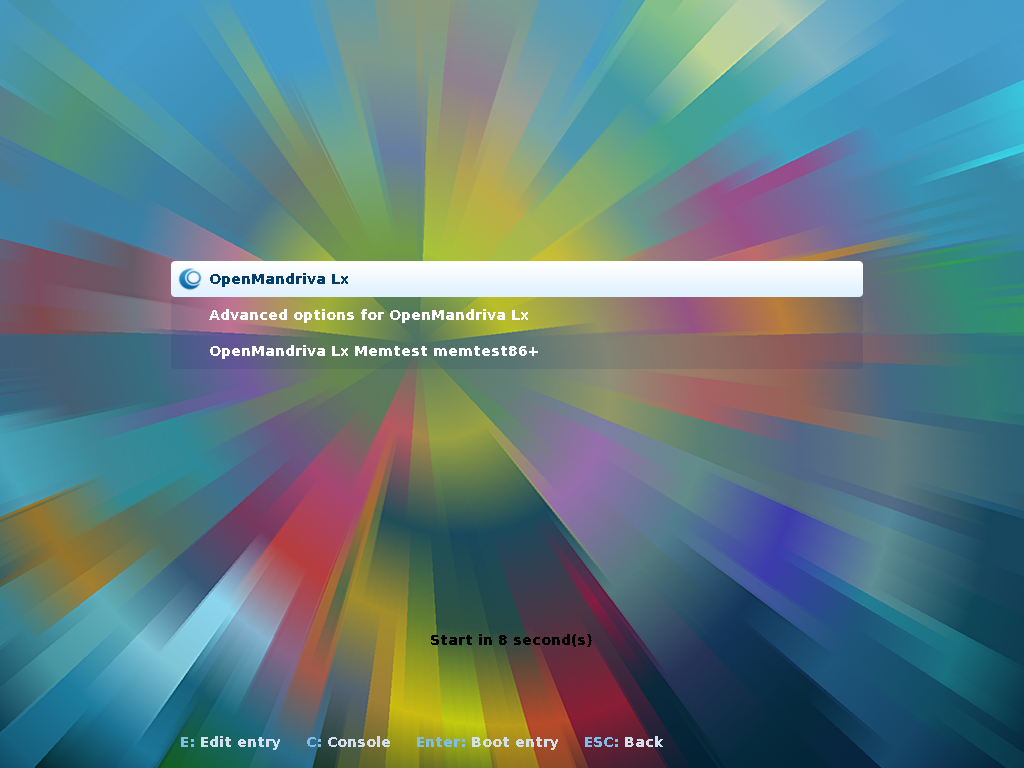 OpenMandriva Lx
Advanced options for OpenMandriva Lx
OpenMandriva Lx Memtest memtest86+
Start in 8 second(s)
E: Edit entry C: Console Enter: Boot entry ESC: Back